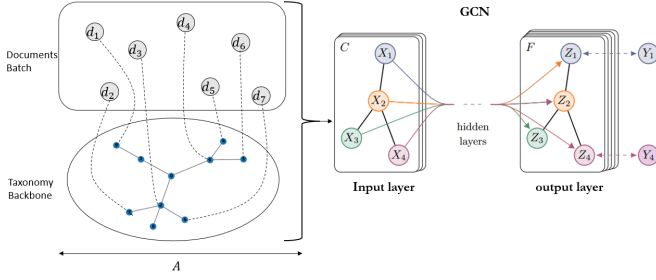 GCN
Documents
Batch
d₁
d₂
d₃
d₄
d₅
d₆
d₇
Taxonomy
Backbone
A
C
X₁
X₂
X₃
X₄
Input layer
hidden
layers
F
Z₁
Z₂
Z₃
Z₄
output layer
Y₁
Y₄